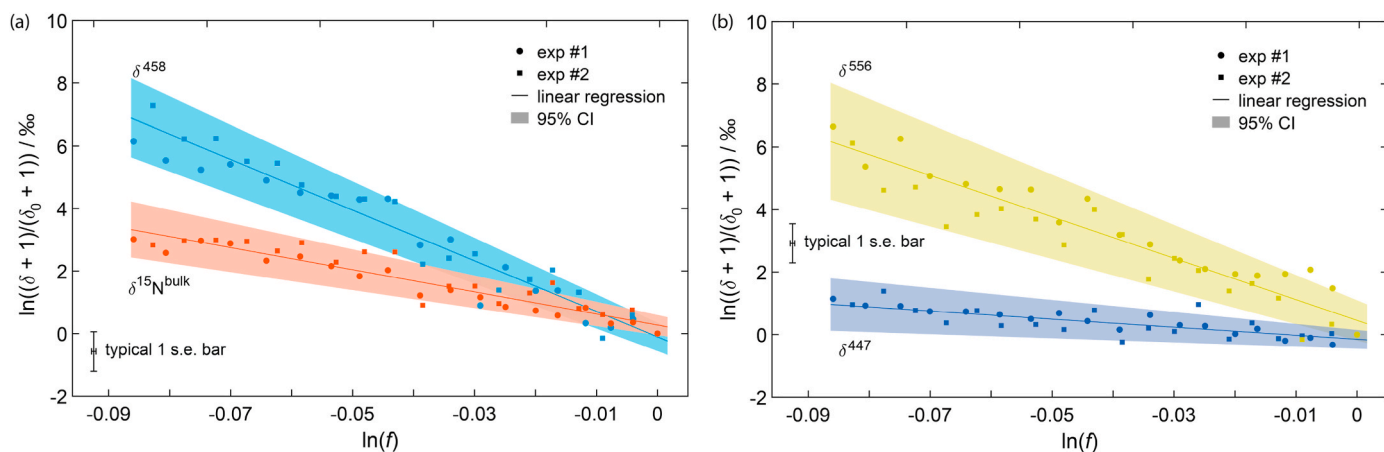 (a)
10
8
6
4
2
0
-2
ln((δ + 1)/(δ₀ + 1)) / ‰
δ⁴⁵⁸
δ¹⁵Nᵇᵘˡᵏ
exp #1
exp #2
linear regression
95% CI
typical 1 s.e. bar
-0.09 -0.07 -0.05 -0.03 -0.01 0
ln(f)
(b)
10
8
6
4
2
0
-2
ln((δ + 1)/(δ₀ + 1)) / ‰
δ⁵⁵⁶
exp #1
exp #2
linear regression
95% CI
typical 1 s.e. bar
δ⁴⁴⁷
-0.09 -0.07 -0.05 -0.03 -0.01 0
ln(f)